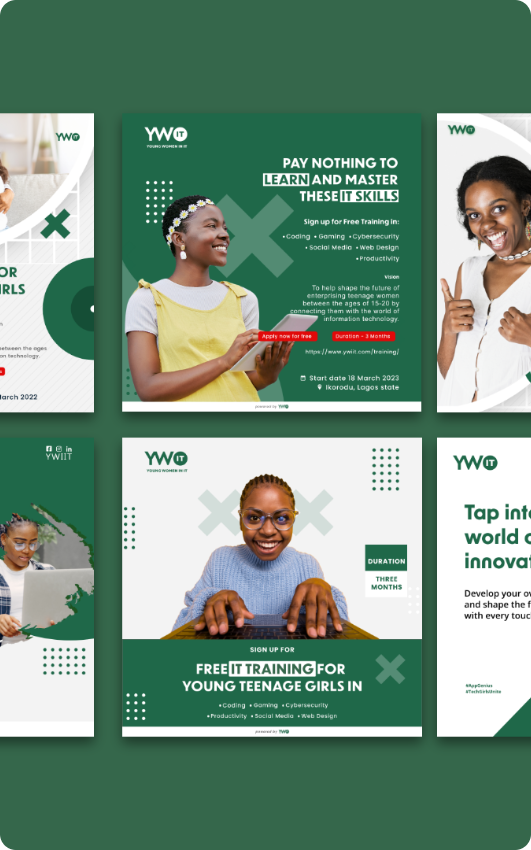 YWIT
OR
IRLS
between the ages
on technology.
March 2022
YWIT
YOUNG WOMEN IN IT
PAY NOTHING TO
LEARN AND MASTER
THESE IT SKILLS
Sign up for Free Training in:
•Coding •Gaming •Cybersecurity
•Social Media •Web Design
•Productivity
Vision
To help shape the future of
enterprising teenage women
between the ages of 15-20 by
connecting them with the world of
information technology.
Apply now for free
Duration - 3 Months
https://www.ywiit.com/training/
Start date 18 March 2023
Ikorodu, Lagos state
powered by YWIT
YWIT
YWIIT
YWIT
YOUNG WOMEN IN IT
DURATION
THREE
MONTHS
SIGN UP FOR
FREE IT TRAINING FOR
YOUNG TEENAGE GIRLS IN
•Coding •Gaming •Cybersecurity
•Productivity •Social Media •Web Design
powered by YWIT
YWIT
Tap int
world
innova
Develop your ow
and shape the f
with every touc
#AppGenius
#TechGirlsUnite